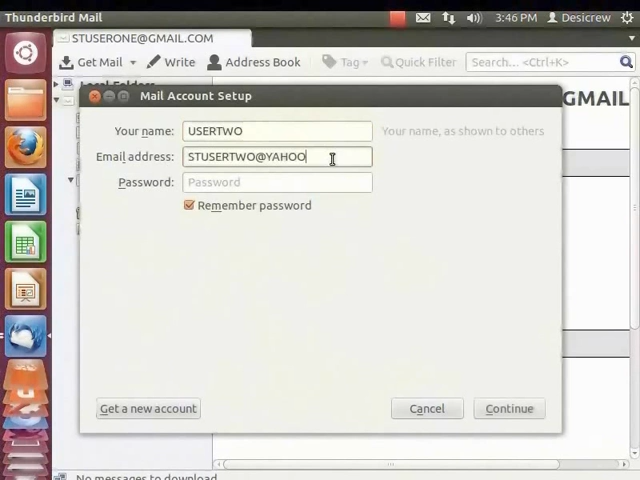 Thunderbird Mail
3:46 PM
Desicrew
STUSERONE@GMAIL.COM
Get Mail
Write
Address Book
Tag
Quick Filter
Search... <Ctrl+K>
Local Folders
Mail Account Setup
GMAIL
Your name:
USERTWO
Your name, as shown to others
Email address:
STUSERTWO@YAHOO
Password:
Password
Remember password
Get a new account
Cancel
Continue
No messages to download